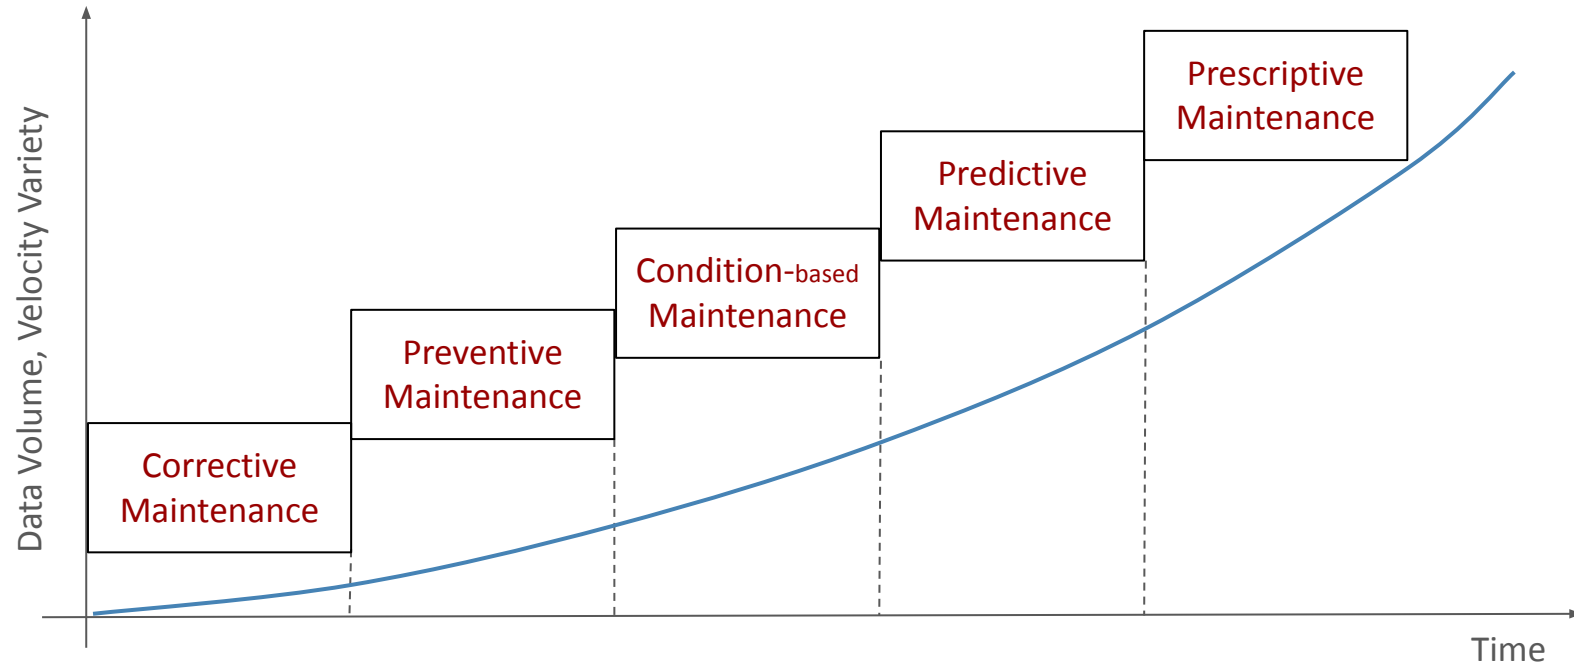 Data Volume, Velocity Variety
Corrective
Maintenance
Preventive
Maintenance
Condition-based
Maintenance
Predictive
Maintenance
Prescriptive
Maintenance
Time